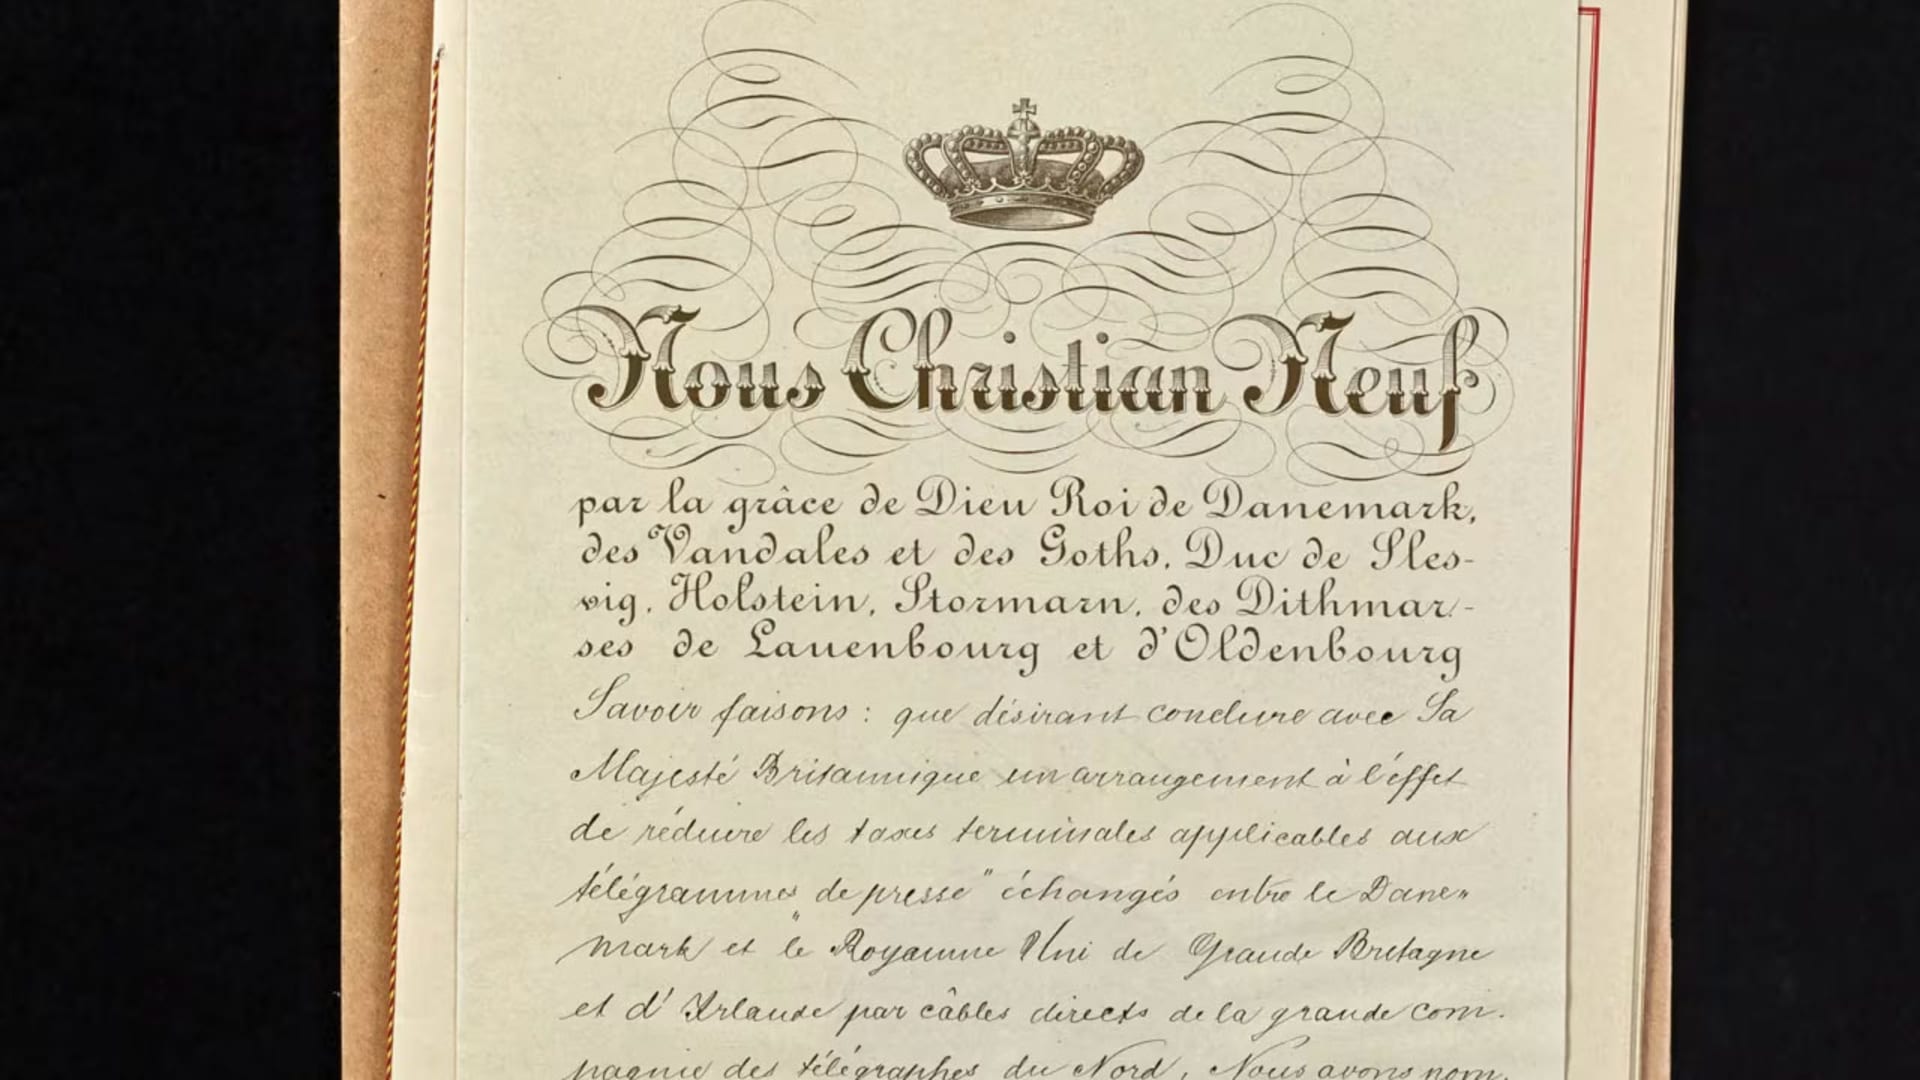 Nous Christian Neuf
par la grâce de Dieu Roi de Danemark,
des Vandales et des Goths, Duc de Sles-
vig, Holstein, Stormarn, des Dithmar-
ses de Lauenbourg et d'Oldenbourg
Savoir faisons : que désirant conclure avec Sa
Majesté Britannique un arrangement à l'effet
de réduire les taxes terminales applicables aux
télégrammes "de presse" échangés entre le Dane-
mark et le Royaume Uni de Grande Bretagne
et d'Irlande par câbles directs de la grande com-
pagnie des télégraphes du Nord, Nous avons nom-